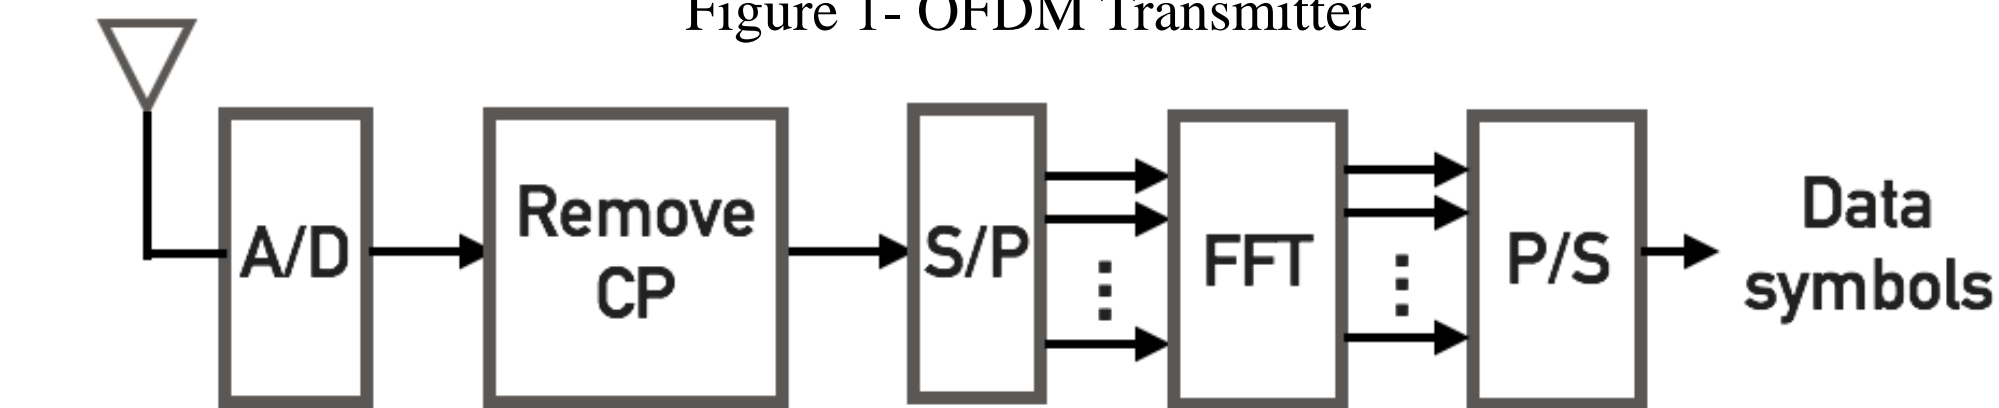 Figure 1- OFDM Transmitter
A/D
Remove
CP
S/P
FFT
P/S
Data
symbols